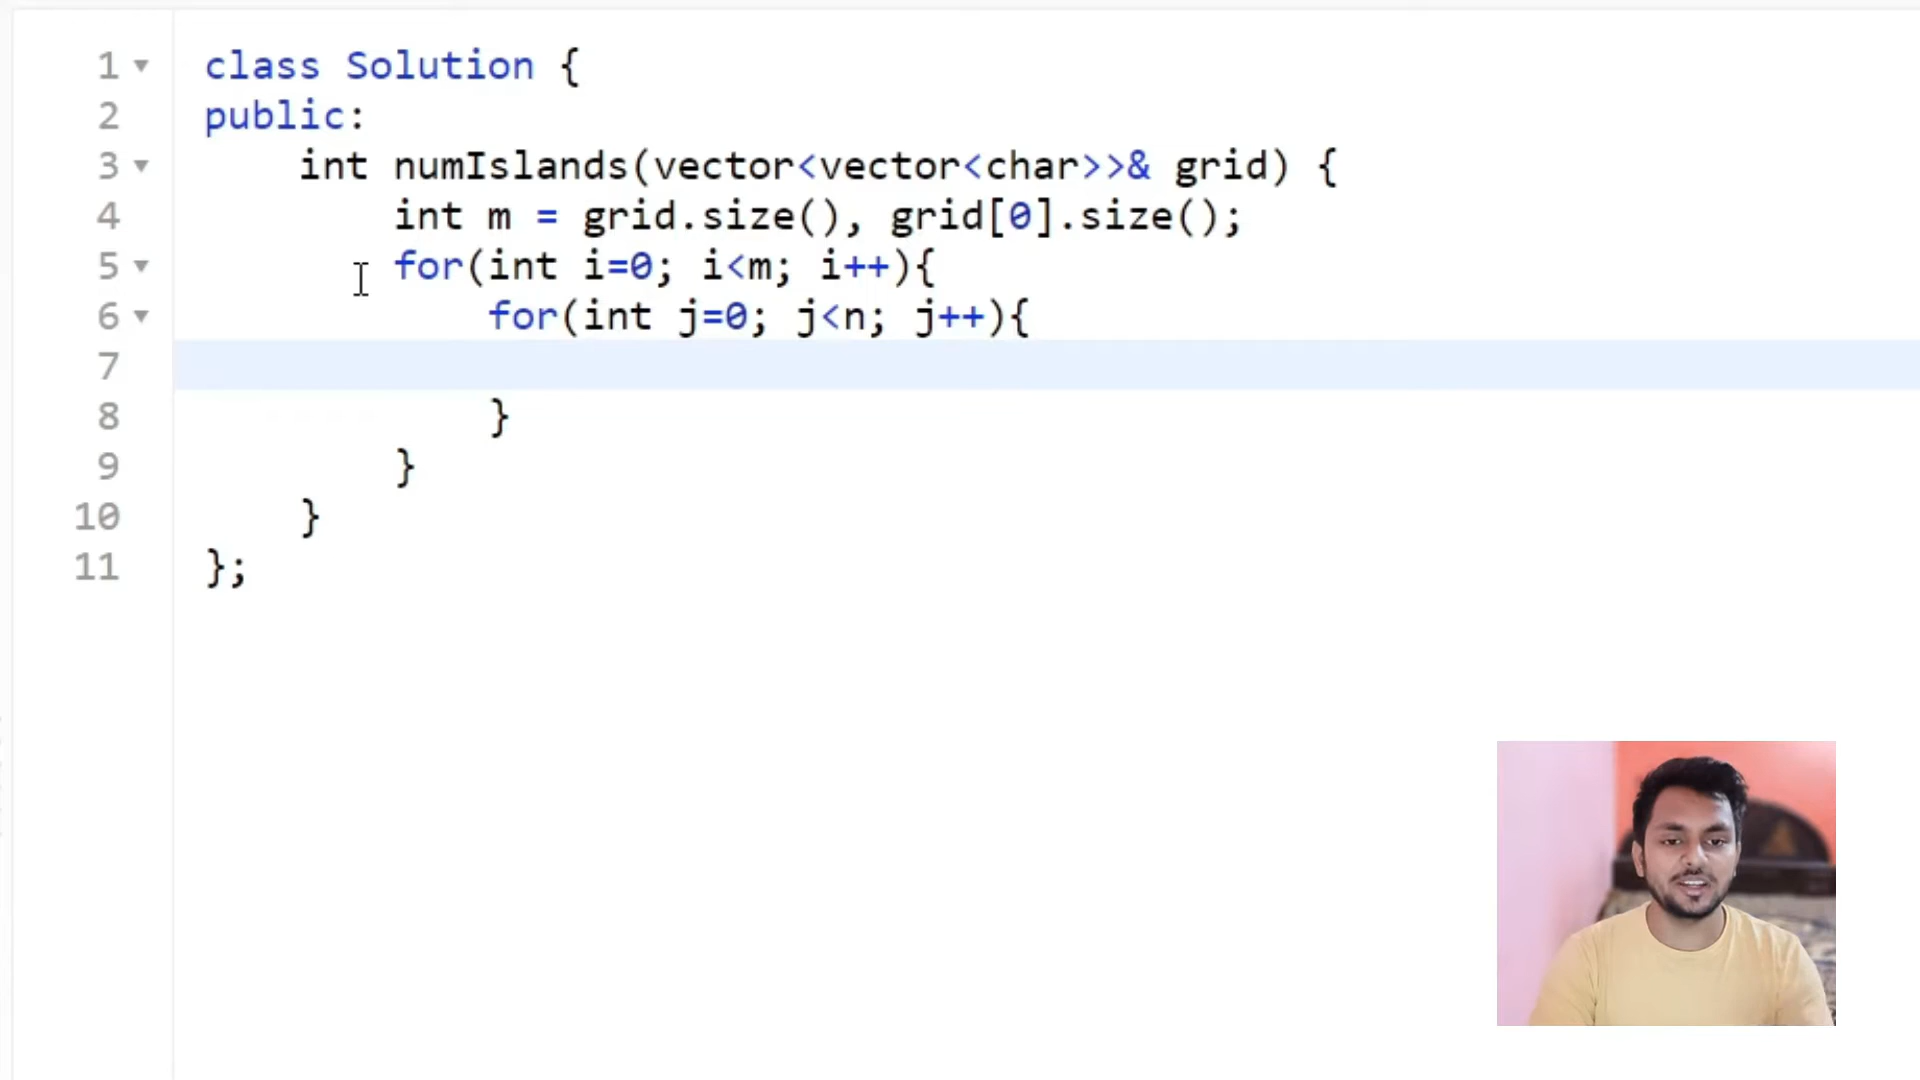 1 class Solution {
2 public:
3 int numIslands(vector<vector<char>>& grid) {
4 int m = grid.size(), grid[0].size();
5 for(int i=0; i<m; i++){
6 for(int j=0; j<n; j++){
7
8 }
9 }
10 }
11 };